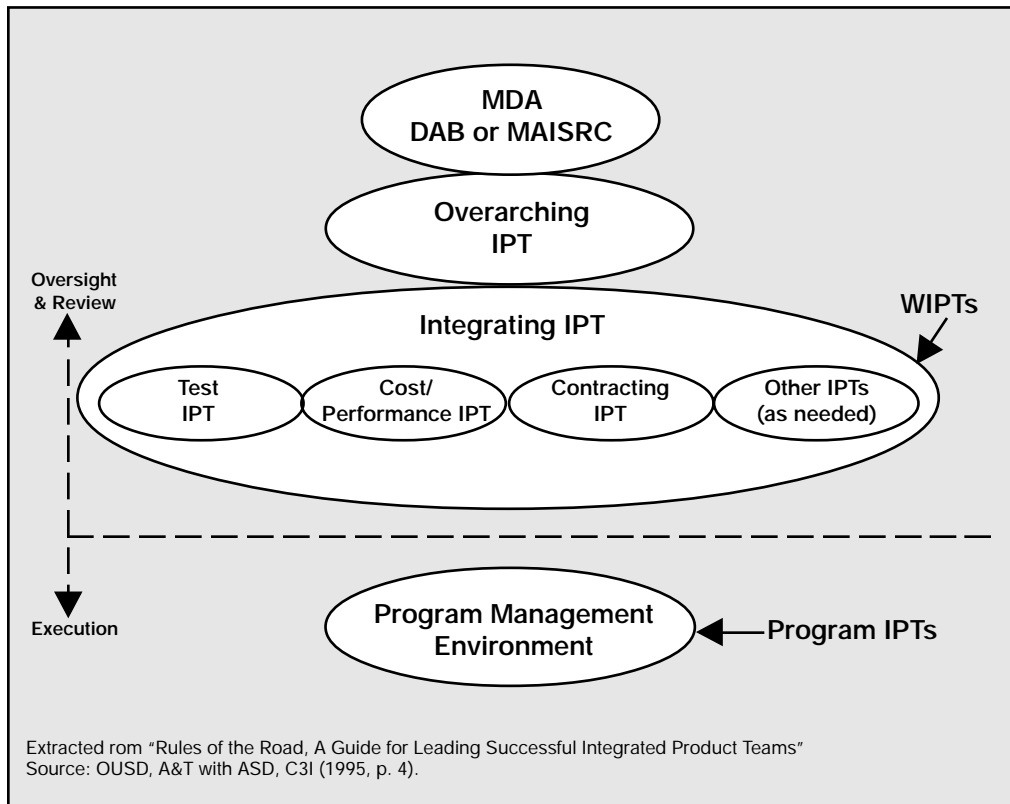 MDA
DAB or MAISRC
Overarching
IPT
Oversight
& Review
WIPTs
Integrating IPT
Test
IPT
Cost/
Performance IPT
Contracting
IPT
Other IPTs
(as needed)
Execution
Program Management
Environment
Program IPTs
Extracted rom “Rules of the Road, A Guide for Leading Successful Integrated Product Teams”
Source: OUSD, A&T with ASD, C3I (1995, p. 4).